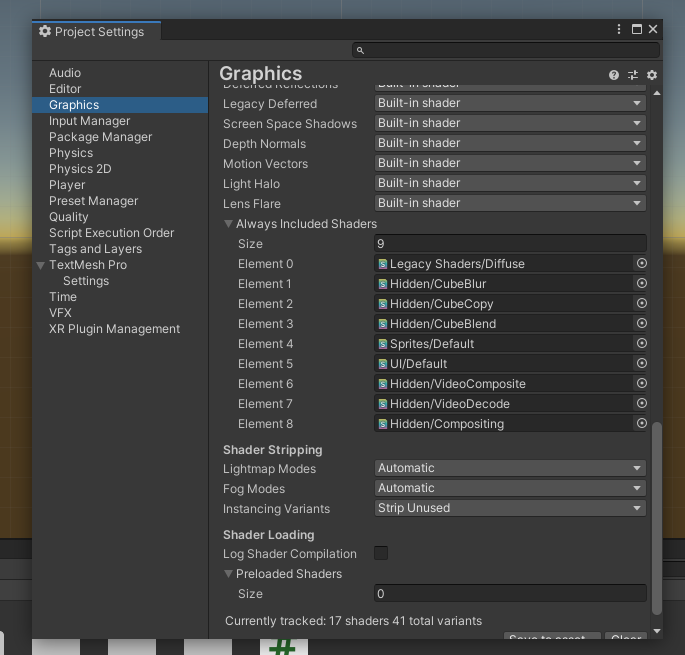 Project Settings
Audio
Editor
Graphics
Input Manager
Package Manager
Physics
Physics 2D
Player
Preset Manager
Quality
Script Execution Order
Tags and Layers
TextMesh Pro
Settings
Time
VFX
XR Plugin Management
Graphics
Deferred Reflections Built-in shader
Legacy Deferred Built-in shader
Screen Space Shadows Built-in shader
Depth Normals Built-in shader
Motion Vectors Built-in shader
Light Halo Built-in shader
Lens Flare Built-in shader
Always Included Shaders
Size 9
Element 0 Legacy Shaders/Diffuse
Element 1 Hidden/CubeBlur
Element 2 Hidden/CubeCopy
Element 3 Hidden/CubeBlend
Element 4 Sprites/Default
Element 5 UI/Default
Element 6 Hidden/VideoComposite
Element 7 Hidden/VideoDecode
Element 8 Hidden/Compositing
Shader Stripping
Lightmap Modes Automatic
Fog Modes Automatic
Instancing Variants Strip Unused
Shader Loading
Log Shader Compilation
Preloaded Shaders
Size 0
Currently tracked: 17 shaders 41 total variants
Save to asset... Clear
#